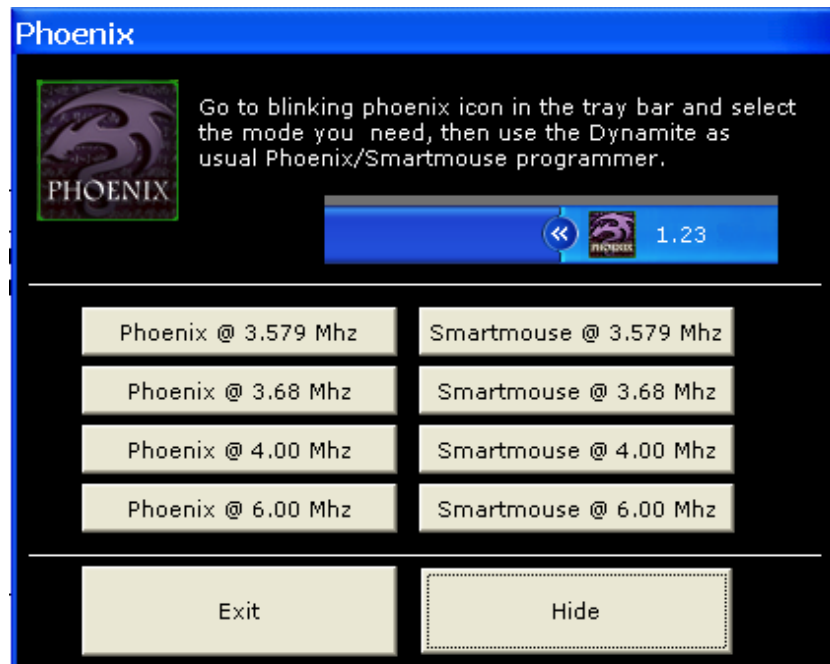 Phoenix
Go to blinking phoenix icon in the tray bar and select
the mode you need, then use the Dynamite as
usual Phoenix/Smartmouse programmer.
PHOENIX
« PHOENIX 1.23
Phoenix @ 3.579 Mhz Smartmouse @ 3.579 Mhz
Phoenix @ 3.68 Mhz Smartmouse @ 3.68 Mhz
Phoenix @ 4.00 Mhz Smartmouse @ 4.00 Mhz
Phoenix @ 6.00 Mhz Smartmouse @ 6.00 Mhz
Exit Hide